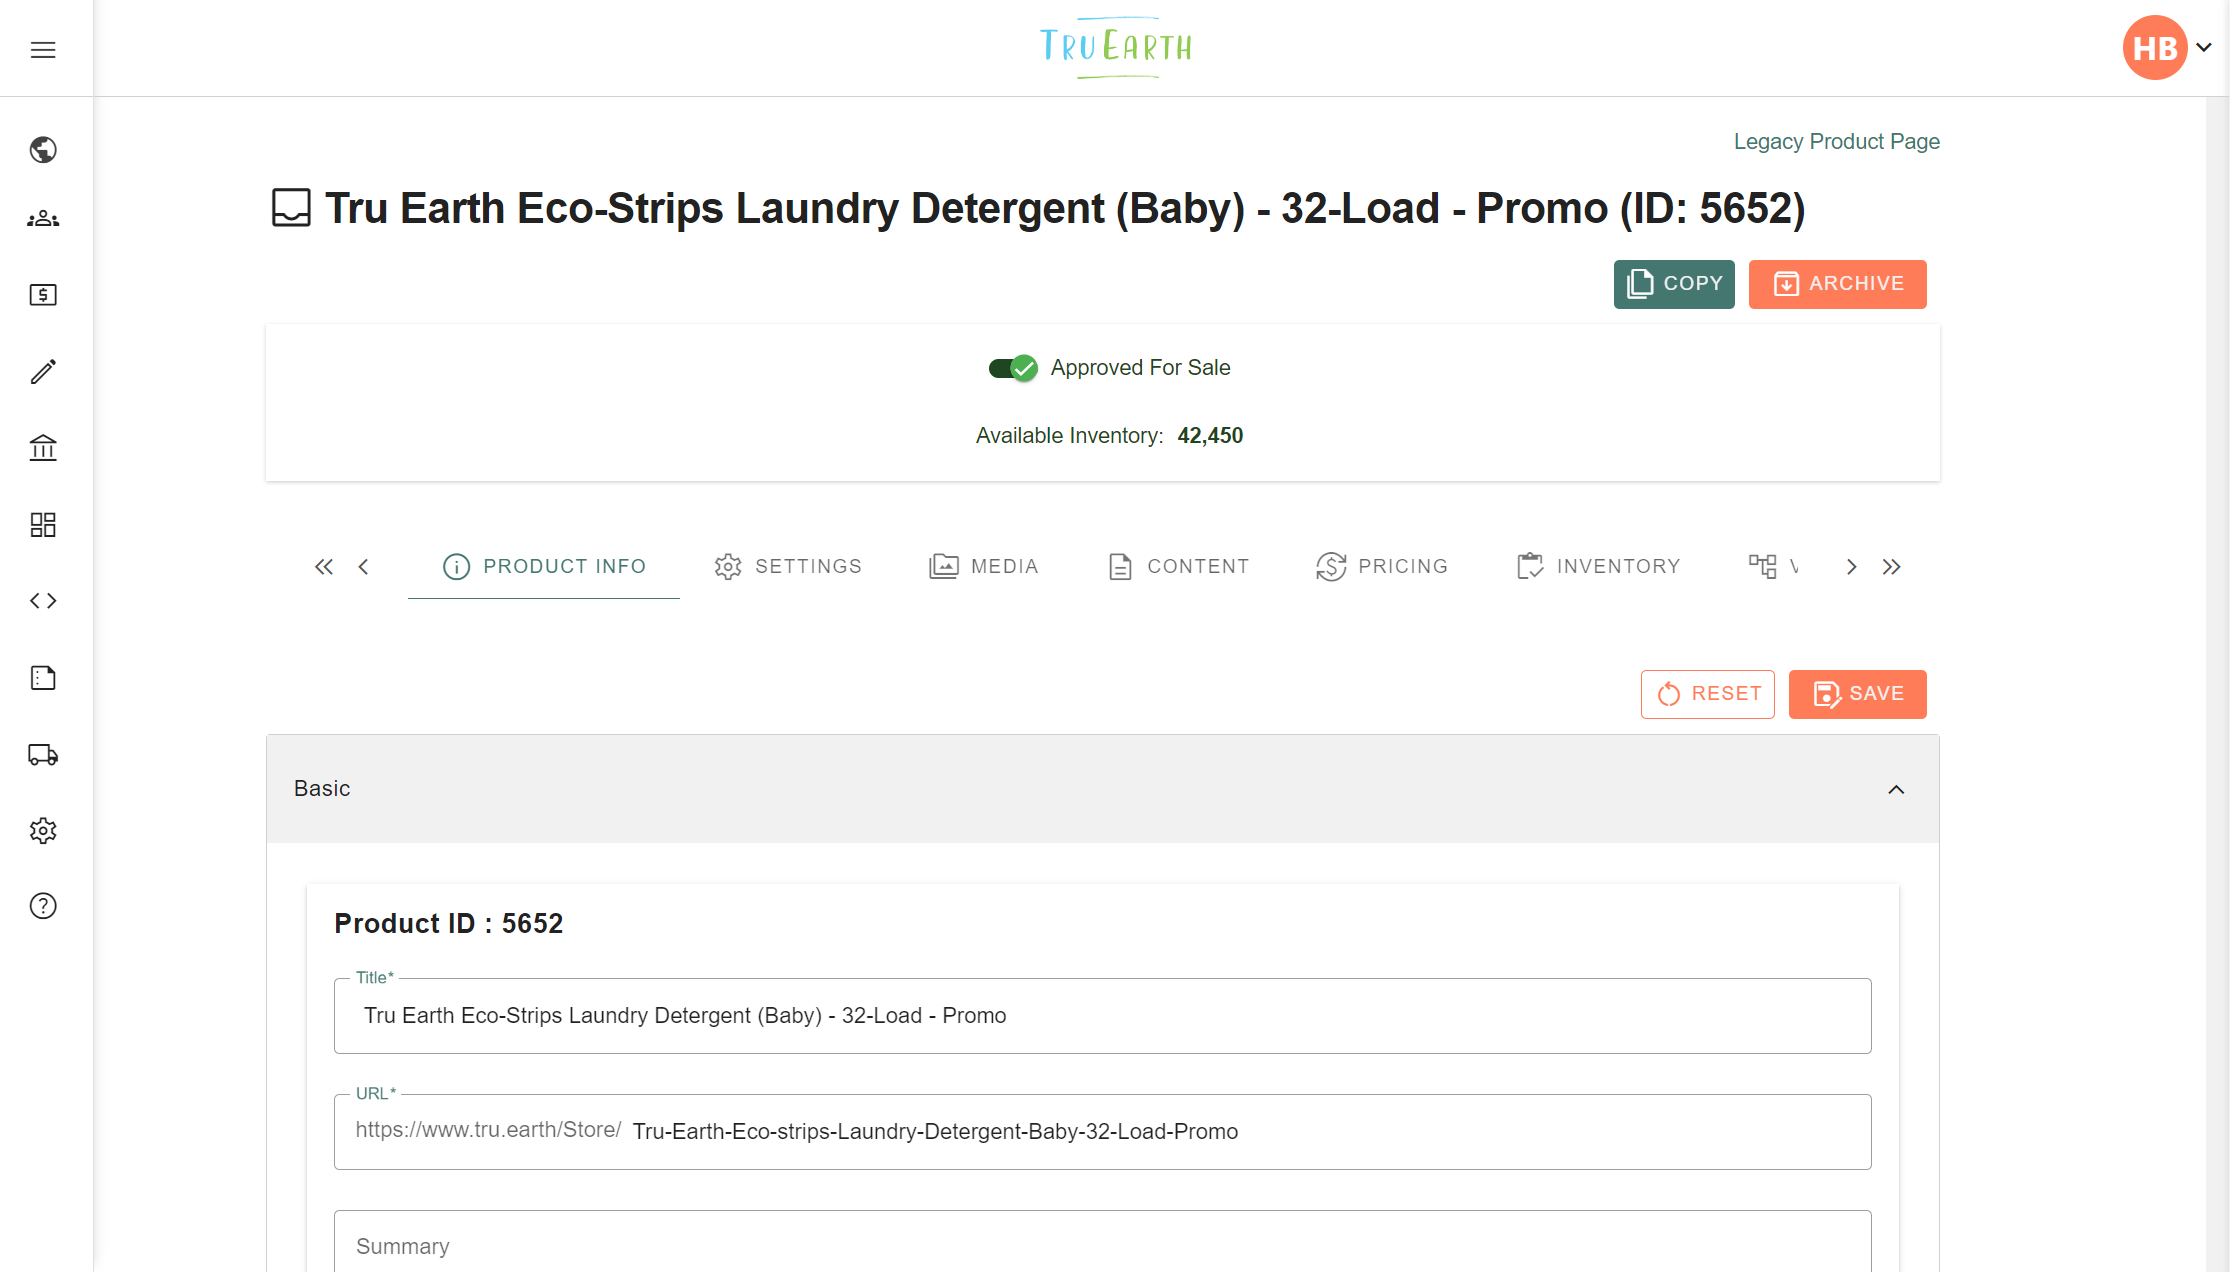 TRUEARTH
HB
Legacy Product Page
Tru Earth Eco-Strips Laundry Detergent (Baby) - 32-Load - Promo (ID: 5652)
COPY
ARCHIVE
Approved For Sale
Available Inventory: 42,450
PRODUCT INFO
SETTINGS
MEDIA
CONTENT
PRICING
INVENTORY
RESET
SAVE
Basic
Product ID : 5652
Title*
Tru Earth Eco-Strips Laundry Detergent (Baby) - 32-Load - Promo
URL*
https://www.tru.earth/Store/ Tru-Earth-Eco-strips-Laundry-Detergent-Baby-32-Load-Promo
Summary